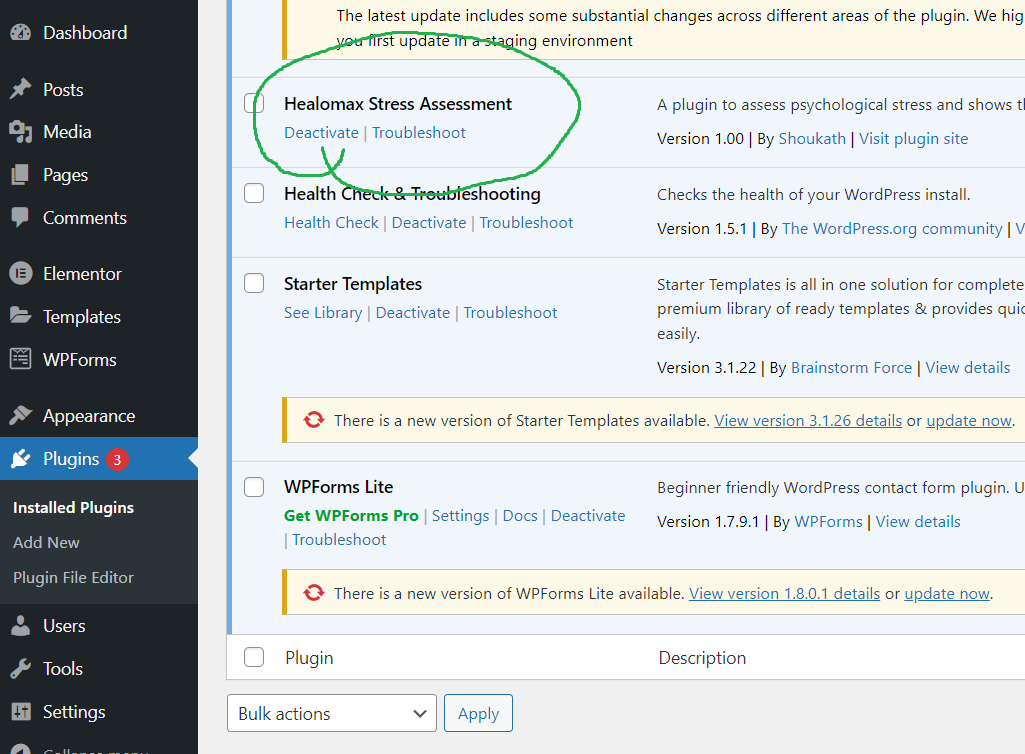 The latest update includes some substantial changes across different areas of the plugin. We
you first update in a staging environment
Dashboard
Posts
Media
Pages
Comments
Elementor
Templates
WPForms
Appearance
Plugins 3
Installed Plugins
Add New
Plugin File Editor
Users
Tools
Settings
Collapse menu
Healomax Stress Assessment
Deactivate | Troubleshoot
A plugin to assess psychological stress and shows
Version 1.00 | By Shoukath | Visit plugin site
Health Check & Troubleshooting
Health Check | Deactivate | Troubleshoot
Checks the health of your WordPress install.
Version 1.5.1 | By The WordPress.org community |
Starter Templates
See Library | Deactivate | Troubleshoot
Starter Templates is all in one solution for complete
premium library of ready templates & provides
easily.
Version 3.1.22 | By Brainstorm Force | View details
There is a new version of Starter Templates available. View version 3.1.26 details or update now.
WPForms Lite
Get WPForms Pro | Settings | Docs | Deactivate
| Troubleshoot
Beginner friendly WordPress contact form plugin.
Version 1.7.9.1 | By WPForms | View details
There is a new version of WPForms Lite available. View version 1.8.0.1 details or update now.
Plugin
Description
Bulk actions
Apply